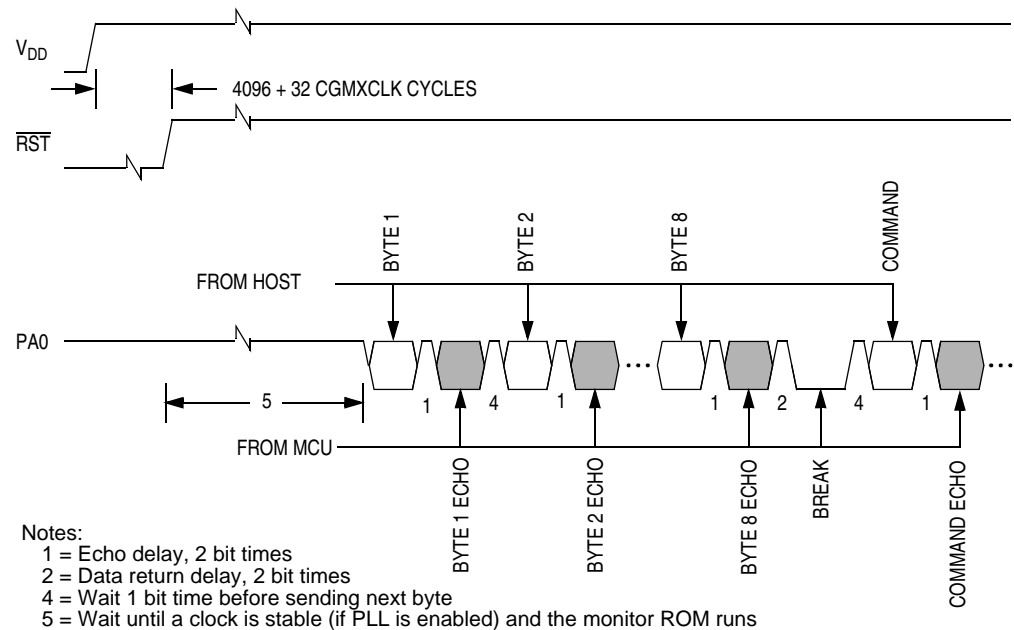 VDD
4096 + 32 CGMXCLK CYCLES
RST
BYTE 1
BYTE 2
BYTE 8
COMMAND
FROM HOST
PA0
5
1
4
1
1
2
4
1
FROM MCU
BYTE 1 ECHO
BYTE 2 ECHO
BYTE 8 ECHO
BREAK
COMMAND ECHO
Notes:
1 = Echo delay, 2 bit times
2 = Data return delay, 2 bit times
4 = Wait 1 bit time before sending next byte
5 = Wait until a clock is stable (if PLL is enabled) and the monitor ROM runs